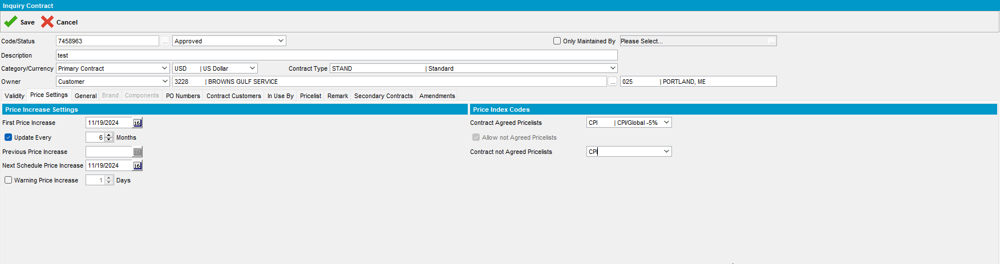 Inquiry Contract
Save Cancel
Code/Status 7458963 ... Approved Only Maintained By Please Select... ...
Description test
Category/Currency Primary Contract USD | US Dollar Contract Type STAND | Standard
Owner Customer 3228 | BROWNS GULF SERVICE ... 025 | PORTLAND, ME
Validity Price Settings General Brand Components PO Numbers Contract Customers In Use By Pricelist Remark Secondary Contracts Amendments
Price Increase Settings Price Index Codes
First Price Increase 11/19/2024 16 Contract Agreed Pricelists CPI | CPI/Global -5%
Update Every 6 Months Allow not Agreed Pricelists
Previous Price Increase 16 Contract not Agreed Pricelists CPI
Next Schedule Price Increase 11/19/2024 16
Warning Price Increase 1 Days